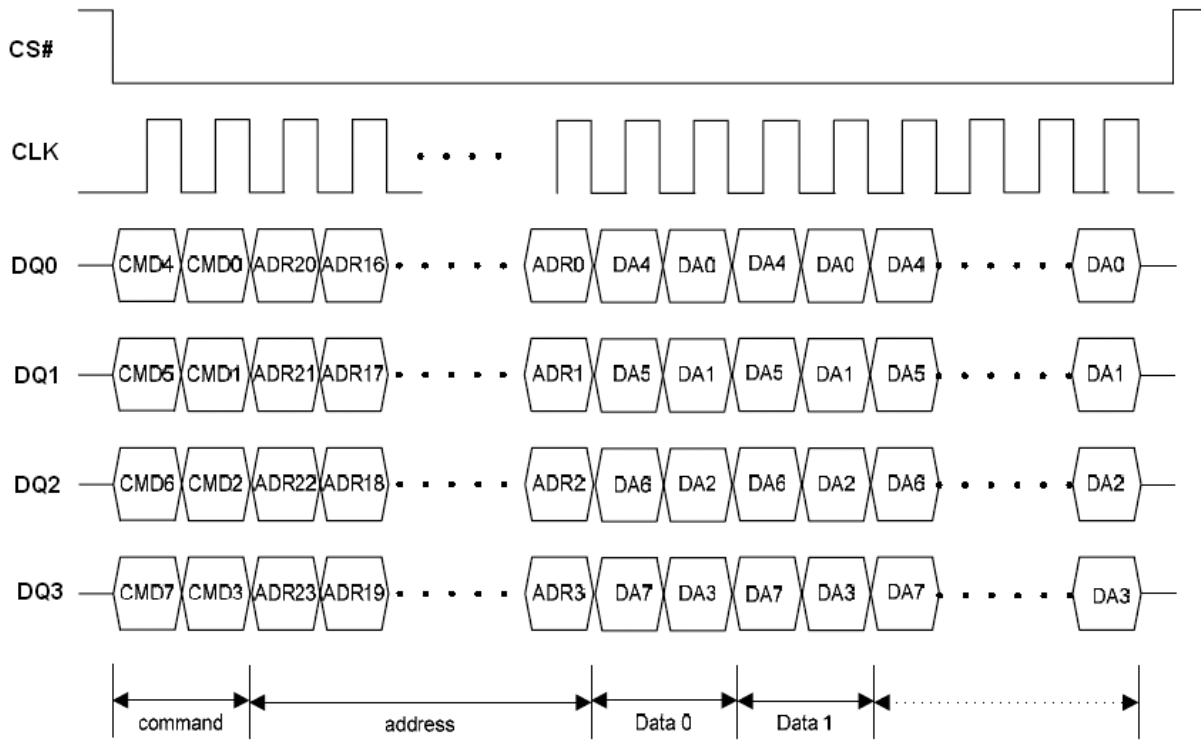 CS#
CLK
DQ0 CMD4 CMD0 ADR20 ADR16 ADR0 DA4 DA0 DA4 DA0 DA4 DA0
DQ1 CMD5 CMD1 ADR21 ADR17 ADR1 DA5 DA1 DA5 DA1 DA5 DA1
DQ2 CMD6 CMD2 ADR22 ADR18 ADR2 DA6 DA2 DA6 DA2 DA6 DA2
DQ3 CMD7 CMD3 ADR23 ADR19 ADR3 DA7 DA3 DA7 DA3 DA7 DA3
command address Data 0 Data 1